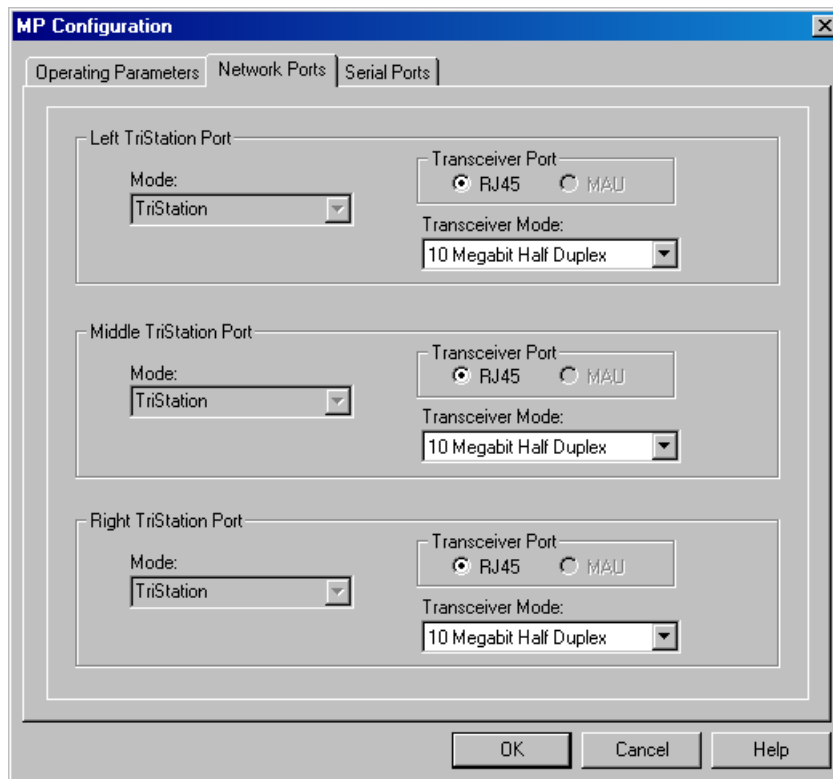 MP Configuration
Operating Parameters Network Ports Serial Ports
Left TriStation Port
Transceiver Port
Mode:
RJ45 MAU
TriStation
Transceiver Mode:
10 Megabit Half Duplex
Middle TriStation Port
Transceiver Port
Mode:
RJ45 MAU
TriStation
Transceiver Mode:
10 Megabit Half Duplex
Right TriStation Port
Transceiver Port
Mode:
RJ45 MAU
TriStation
Transceiver Mode:
10 Megabit Half Duplex
OK Cancel Help